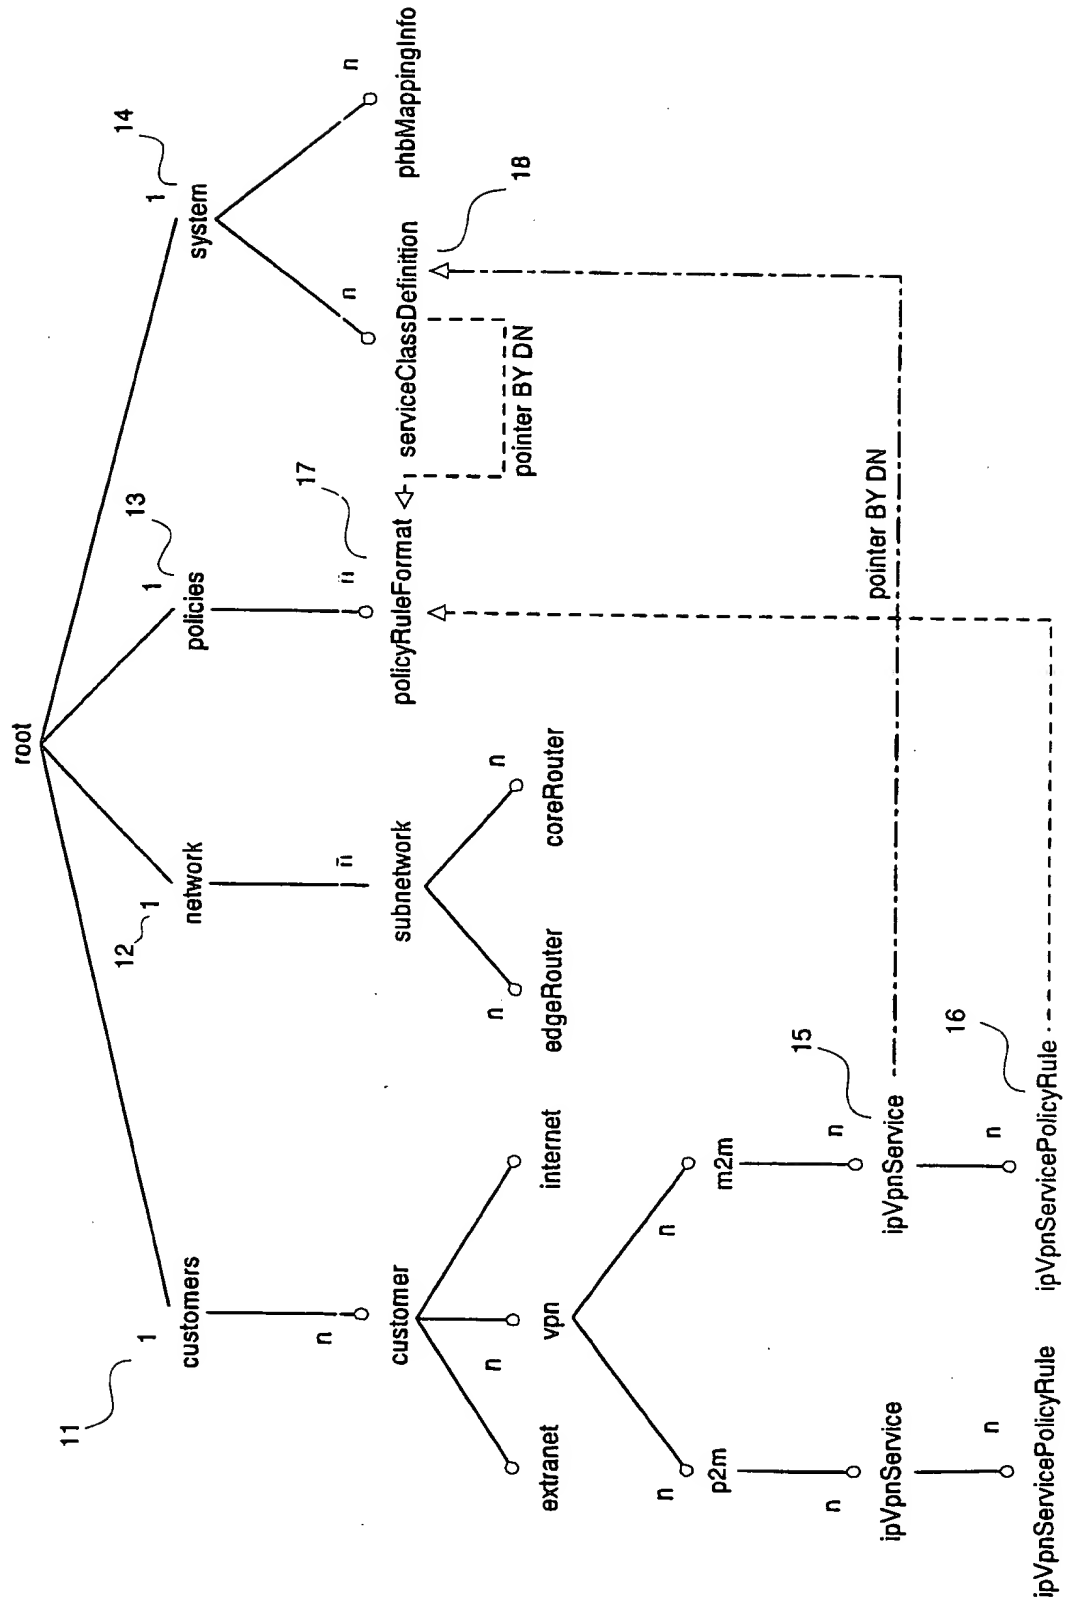 root
11
1
customers
12
1
network
13
1
policies
14
1
system
n
customer
n
subnetwork
n
17
policyRuleFormat
n
serviceClassDefinition
18
n
phbMappingInfo
pointer BY DN
extranet
n
vpn
internet
n
edgeRouter
n
coreRouter
n
p2m
n
m2m
n
ipVpnService
n
ipVpnService
15
pointer BY DN
n
ipVpnServicePolicyRule
n
ipVpnServicePolicyRule
16